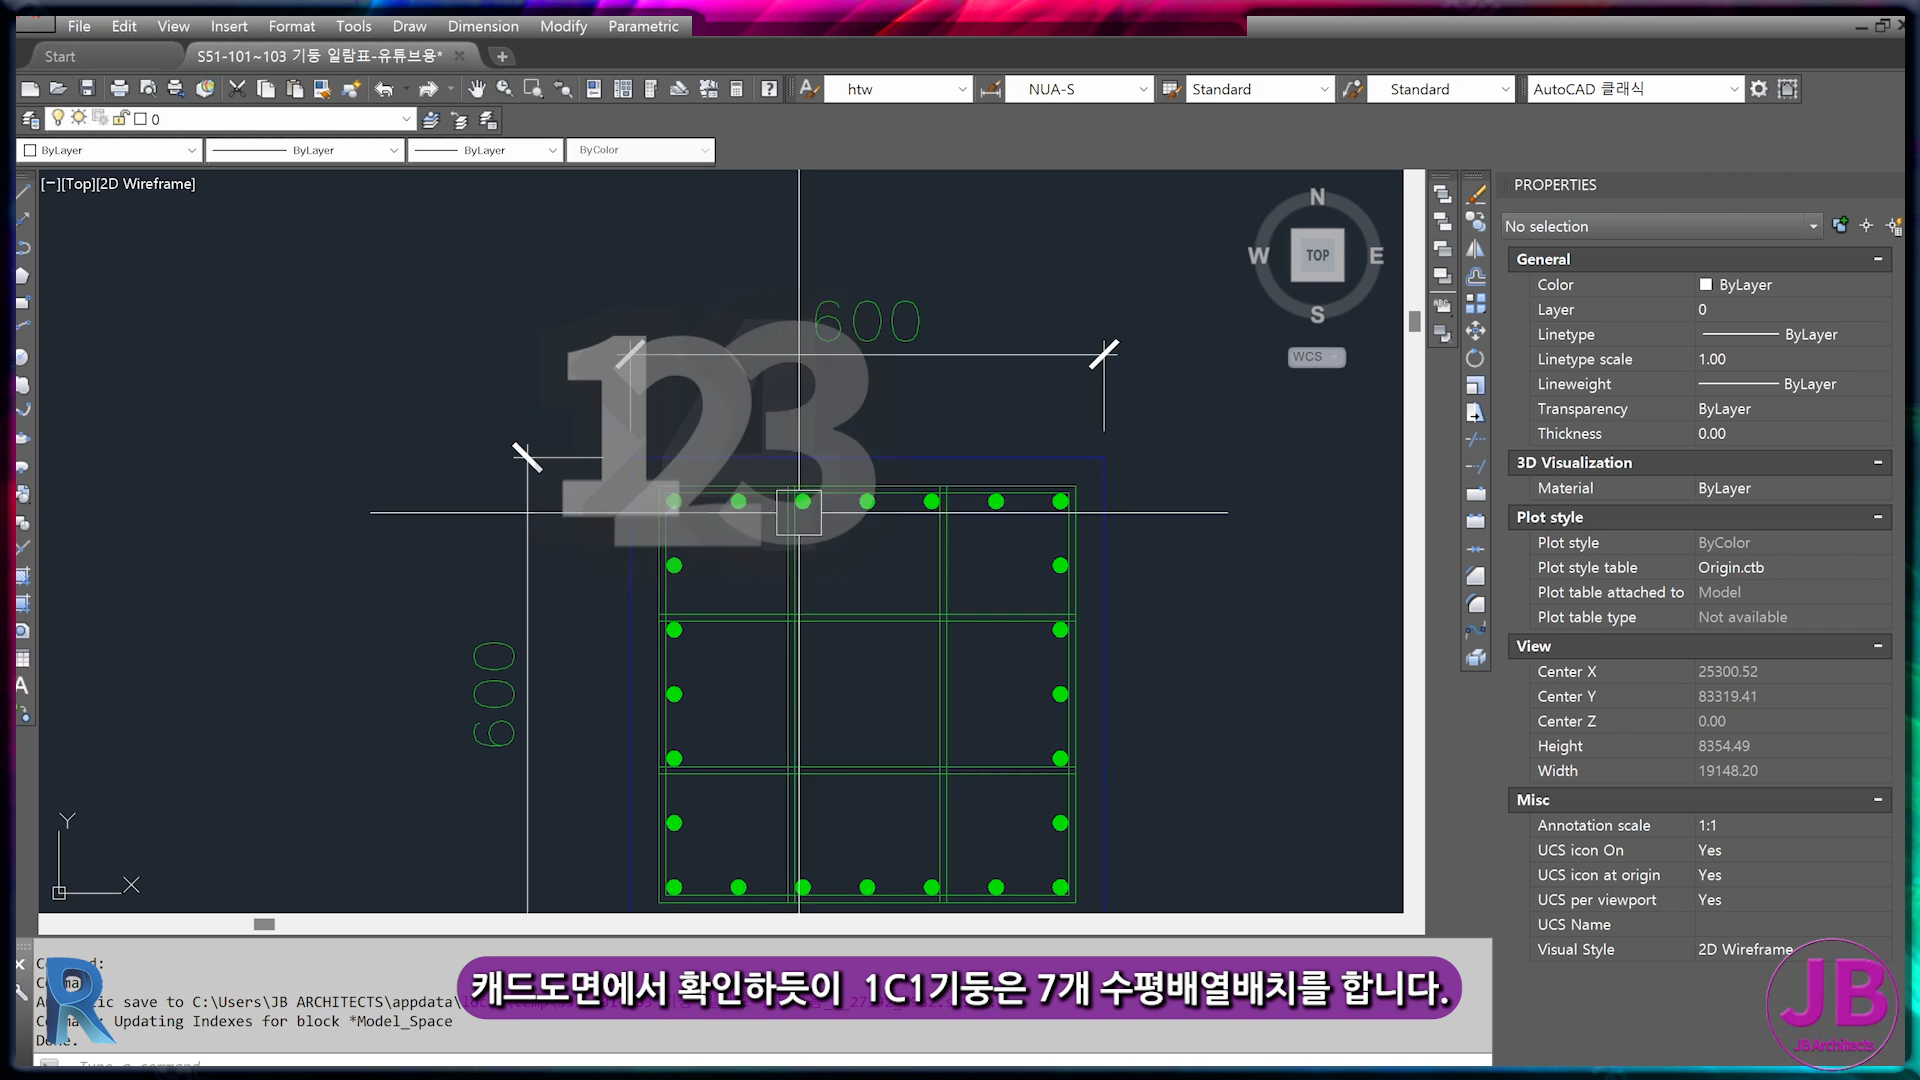 File Edit View Insert Format Tools Draw Dimension Modify Parametric
Start S51-101~103 기둥 일람표-유튜브용*
htw NUA-S Standard Standard AutoCAD 클래식
0
ByLayer ByLayer ByLayer ByColor
[−][Top][2D Wireframe]
N
W TOP E
S
WCS
600
123
600
Y
X
PROPERTIES
No selection
General
Color ByLayer
Layer 0
Linetype ByLayer
Linetype scale 1.00
Lineweight ByLayer
Transparency ByLayer
Thickness 0.00
3D Visualization
Material ByLayer
Plot style
Plot style ByColor
Plot style table Origin.ctb
Plot table attached to Model
Plot table type Not available
View
Center X 25300.52
Center Y 83319.41
Center Z 0.00
Height 8354.49
Width 19148.20
Misc
Annotation scale 1:1
UCS icon On Yes
UCS icon at origin Yes
UCS per viewport Yes
UCS Name
Visual Style 2D Wireframe
save to C:\Users\JB ARCHITECTS\appdata\
Updating Indexes for block *Model_Space
Type a command
캐드도면에서 확인하듯이 1C1기둥은 7개 수평배열배치를 합니다.
R
JB
JB Architects